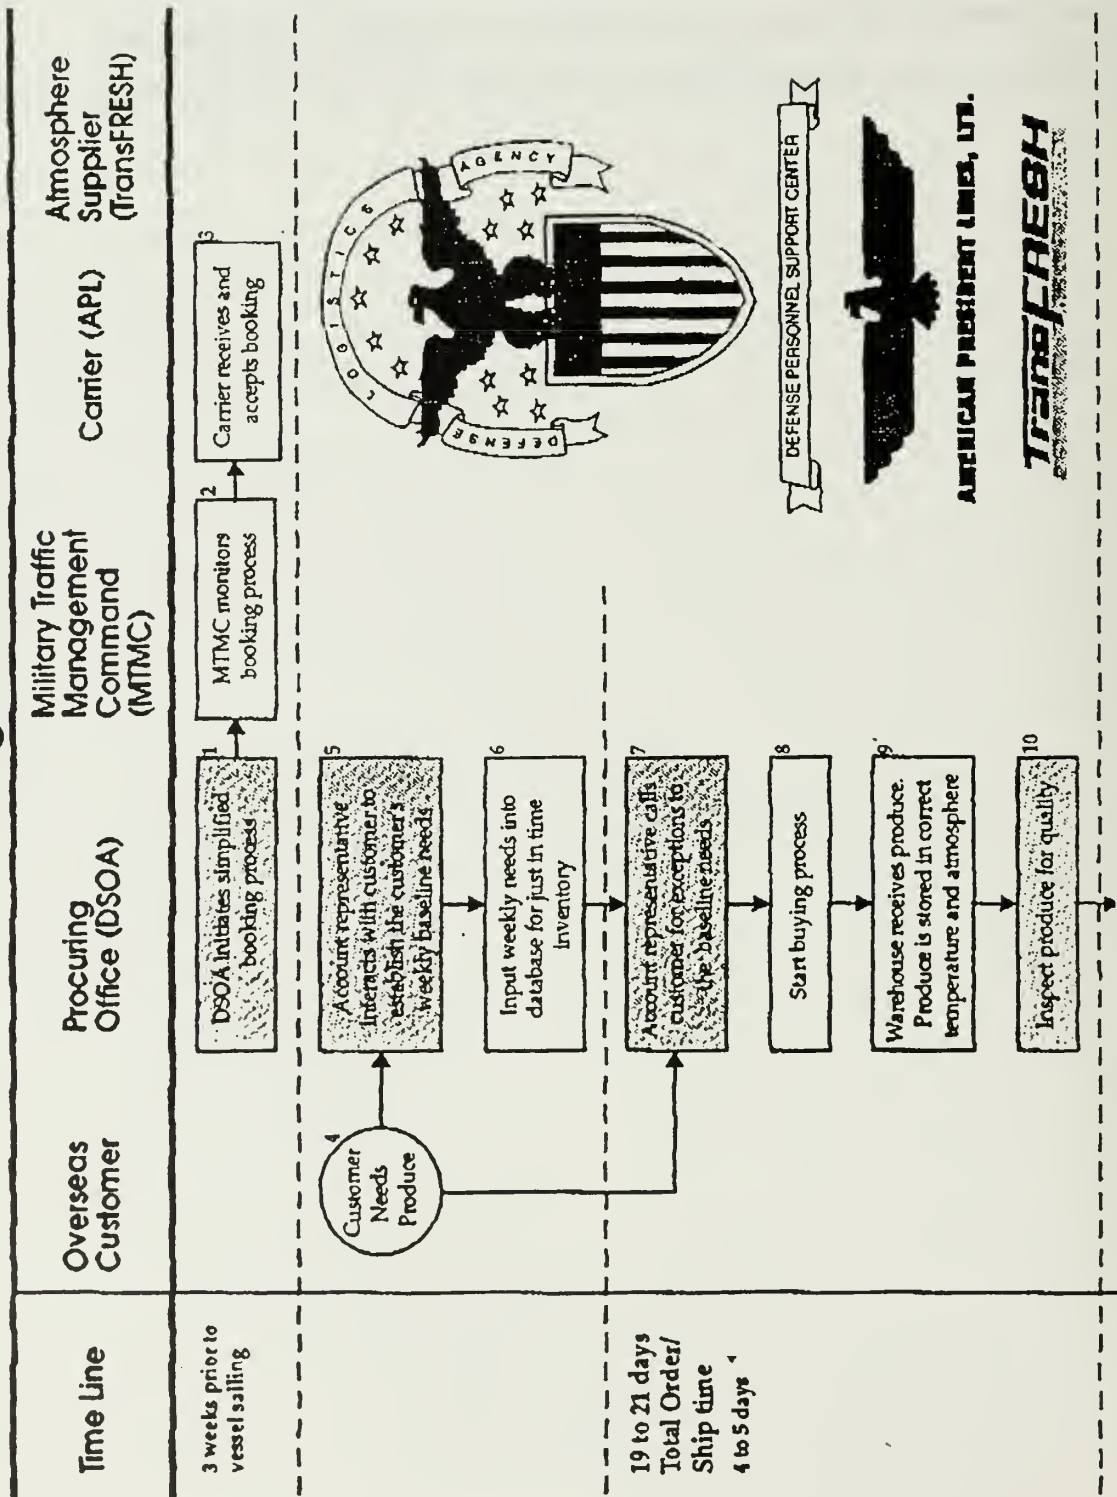 Time Line
Overseas
Customer
Procuring
Office (DSOA)
Military Traffic
Management
Command
(MTMC)
Carrier (APL)
Atmosphere
Supplier
(TransFRESH)
3 weeks prior to
vessel sailing
1
DSOA initiates simplified
booking process
2
MTMC monitors
booking process
3
Carrier receives and
accepts booking
4
Customer
Needs
Produce
5
Account representative
interacts with customer to
establish the customer's
weekly baseline needs
6
Input weekly needs into
database for just in time
inventory
DEFENSE LOGISTICS AGENCY
19 to 21 days
Total Order/
Ship time
4 to 5 days
7
Account representative calls
customer for exceptions to
the baseline needs
8
Start buying process
9
Warehouse receives produce.
Produce is stored in correct
temperature and atmosphere
10
Inspect produce for quality
DEFENSE PERSONNEL SUPPORT CENTER
AMERICAN PRESIDENT LINES, LTD.
TransFRESH